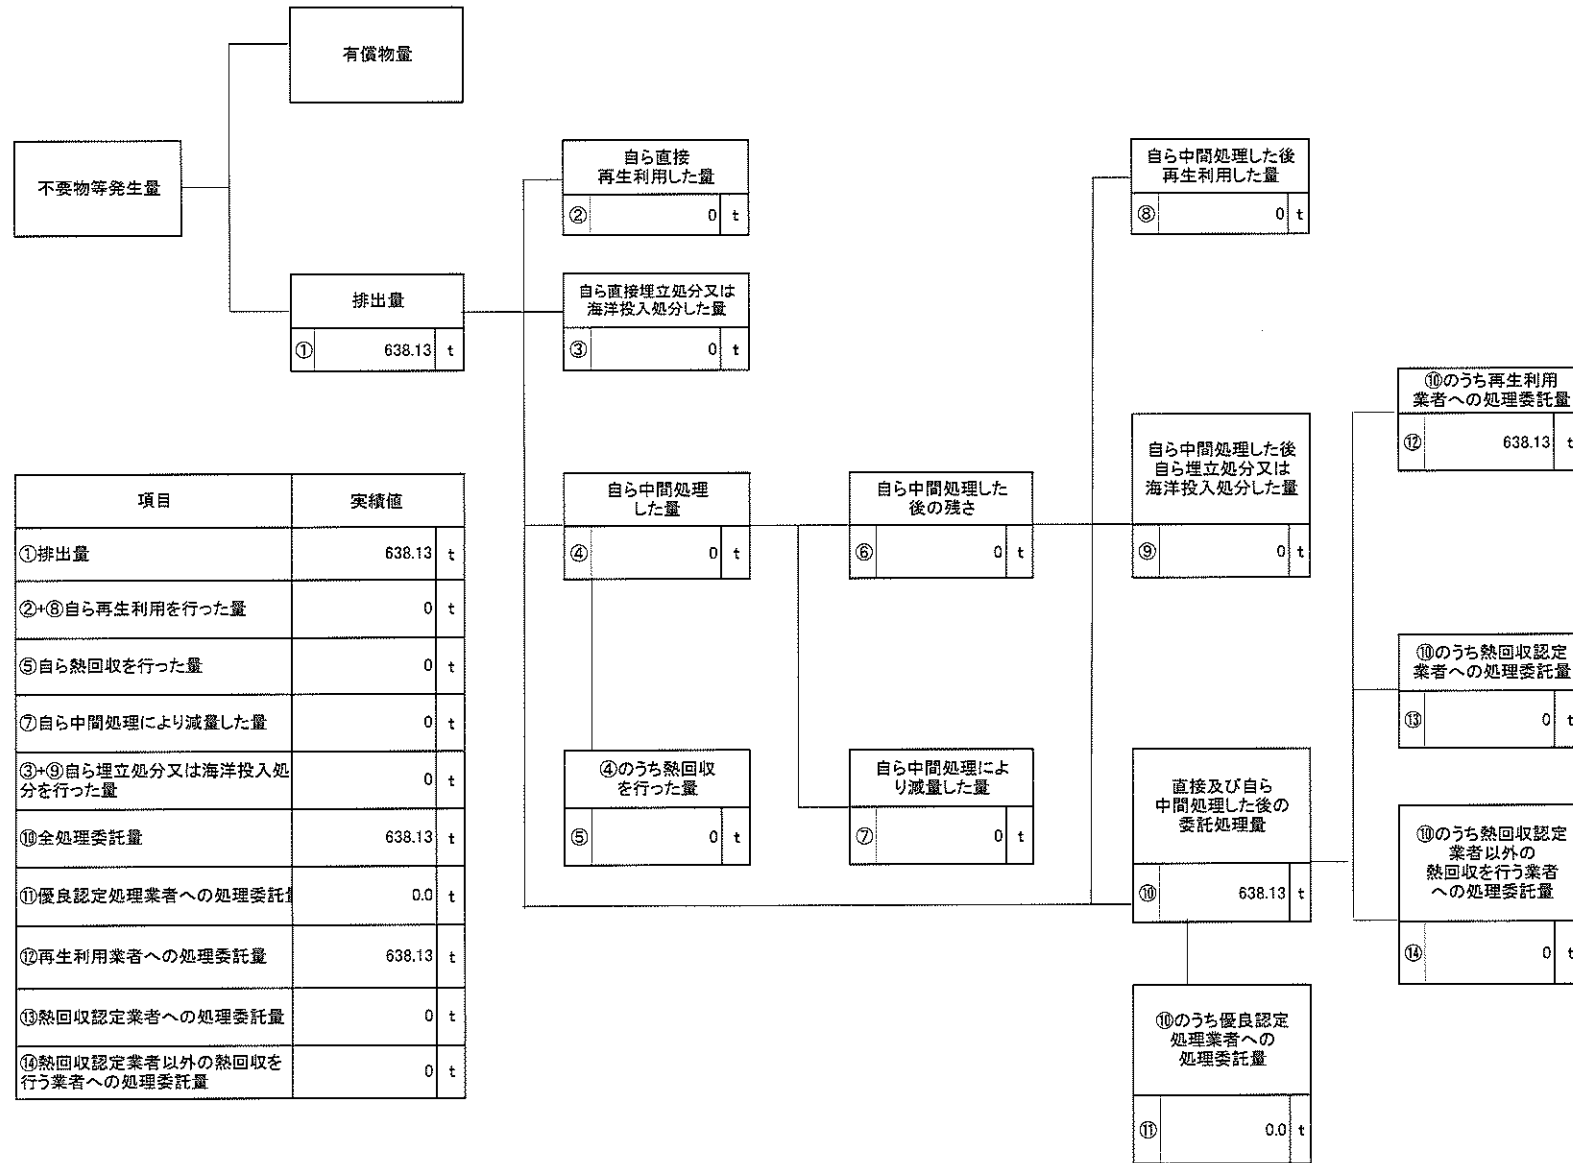 有償物量
不要物等発生量
排出量
① 638.13 t
自ら直接
再生利用した量
② 0 t
自ら直接埋立処分又は
海洋投入処分した量
③ 0 t
自ら中間処理
した量
④ 0 t
④のうち熱回収
を行った量
⑤ 0 t
自ら中間処理した
後の残さ
⑥ 0 t
自ら中間処理によ
り減量した量
⑦ 0 t
自ら中間処理した後
再生利用した量
⑧ 0 t
自ら中間処理した後
自ら埋立処分又は
海洋投入処分した量
⑨ 0 t
直接及び自ら
中間処理した後の
委託処理量
⑩ 638.13 t
⑩のうち優良認定
処理業者への
処理委託量
⑪ 0.0 t
⑩のうち再生利用
業者への処理委託量
⑫ 638.13 t
⑩のうち熱回収認定
業者への処理委託量
⑬ 0 t
⑩のうち熱回収認定
業者以外の
熱回収を行う業者
への処理委託量
⑭ 0 t
項目 実績値
①排出量 638.13 t
②+⑧自ら再生利用を行った量 0 t
⑤自ら熱回収を行った量 0 t
⑦自ら中間処理により減量した量 0 t
③+⑨自ら埋立処分又は海洋投入処
分を行った量 0 t
⑩全処理委託量 638.13 t
⑪優良認定処理業者への処理委託 0.0 t
⑫再生利用業者への処理委託量 638.13 t
⑬熱回収認定業者への処理委託量 0 t
⑭熱回収認定業者以外の熱回収を
行う業者への処理委託量 0 t